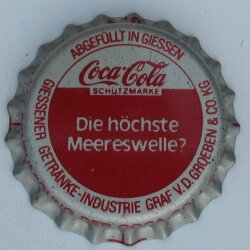 ABGEFÜLLT IN GIESSEN
Coca-Cola
SCHUTZMARKE
Die höchste
Meereswelle?
GIESSENER GETRÄNKE-INDUSTRIE GRAF V.D. GROEBEN & CO KG